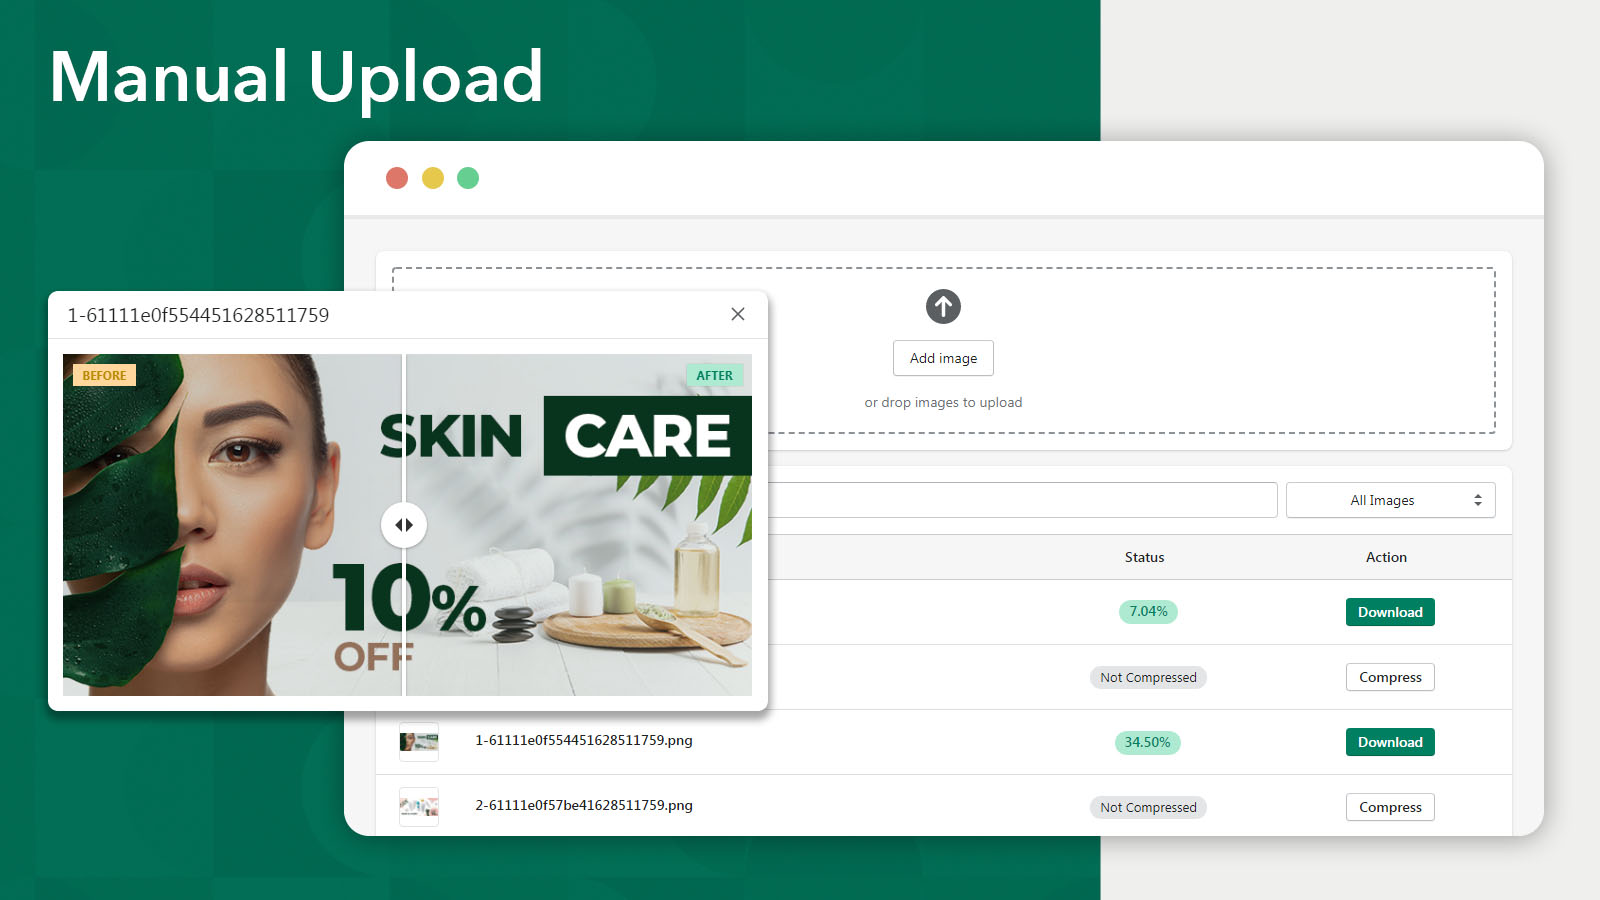 Manual Upload
1-61111e0f554451628511759
BEFORE
AFTER
SKIN CARE
10%
OFF
Add image
or drop images to upload
All Images
Status Action
7.04% Download
Not Compressed Compress
1-61111e0f554451628511759.png 34.50% Download
2-61111e0f57be41628511759.png Not Compressed Compress